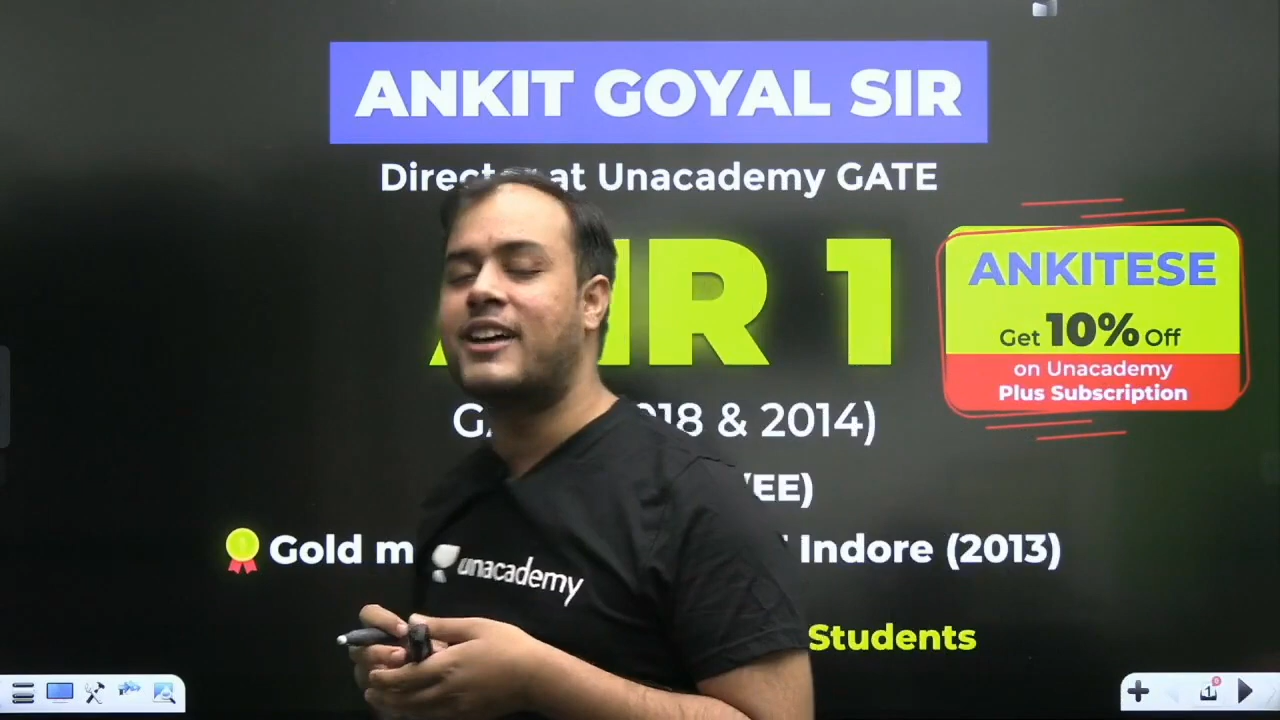 ANKIT GOYAL SIR
Director at Unacademy GATE
IR 1
ANKITESE
Get 10% Off
on Unacademy
Plus Subscription
18 & 2014)
EE)
Gold m Indore (2013)
unacademy
Students